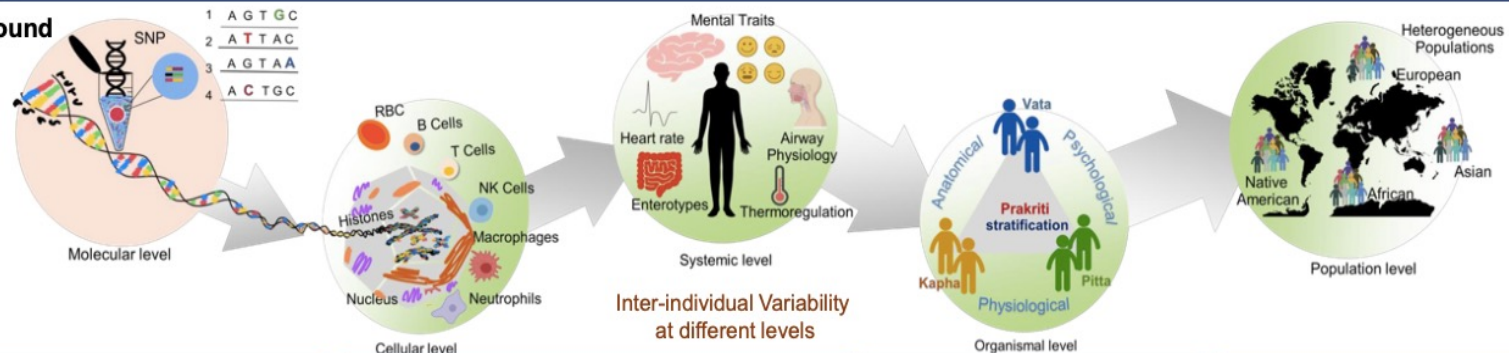 ound
SNP
1 A G T G C
2 A T T A C
3 A G T A A
4 A C T G C
Molecular level
RBC
B Cells
T Cells
NK Cells
Histones
Macrophages
Nucleus
Neutrophils
Cellular level
Mental Traits
Heart rate
Airway
Physiology
Enterotypes
Thermoregulation
Systemic level
Inter-individual Variability
at different levels
Vata
Anatomical/
Psychological/
Prakriti
stratification
Kapha
Pitta
Physiological
Organismal level
Heterogeneous
Populations
European
Native
American
African
Asian
Population level